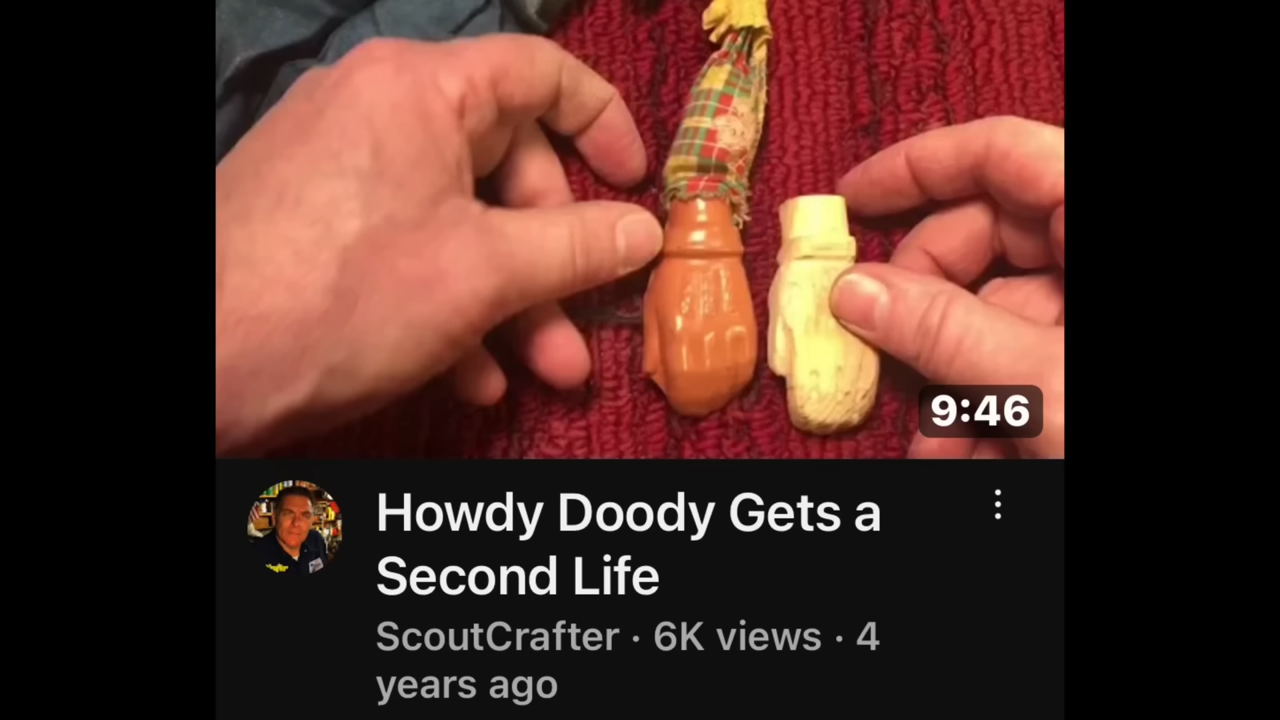 9:46
Howdy Doody Gets a
Second Life
ScoutCrafter · 6K views · 4
years ago